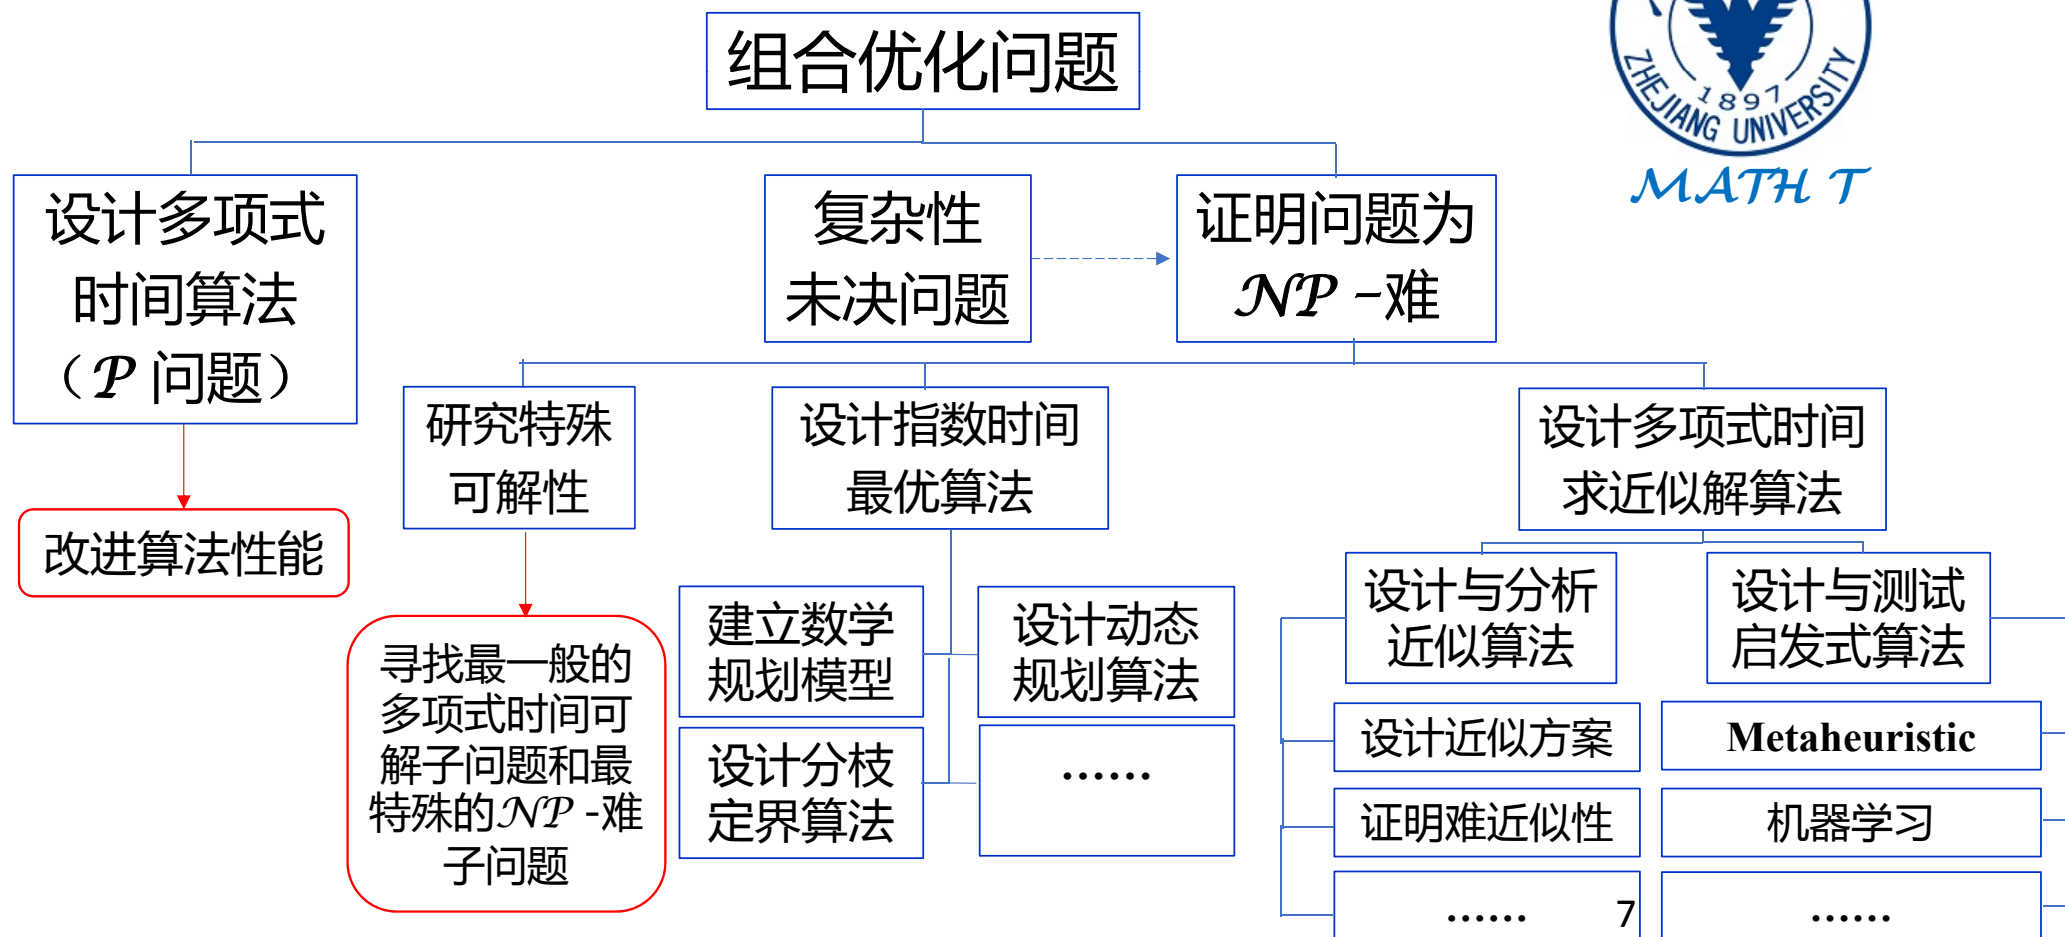 组合优化问题
ZHEJIANG UNIVERSITY
1897
MATH T
设计多项式
时间算法
（P 问题）
复杂性
未决问题
证明问题为
NP -难
改进算法性能
研究特殊
可解性
设计指数时间
最优算法
设计多项式时间
求近似解算法
寻找最一般的
多项式时间可
解子问题和最
特殊的NP -难
子问题
建立数学
规划模型
设计动态
规划算法
设计分枝
定界算法
……
设计与分析
近似算法
设计与测试
启发式算法
设计近似方案
Metaheuristic
证明难近似性
机器学习
……
7
……